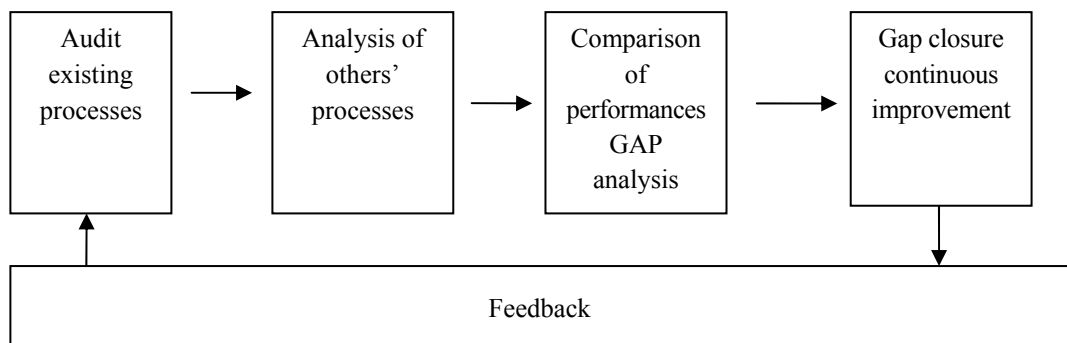 Audit
existing
processes
Analysis of
others’
processes
Comparison
of
performances
GAP
analysis
Gap closure
continuous
improvement
Feedback